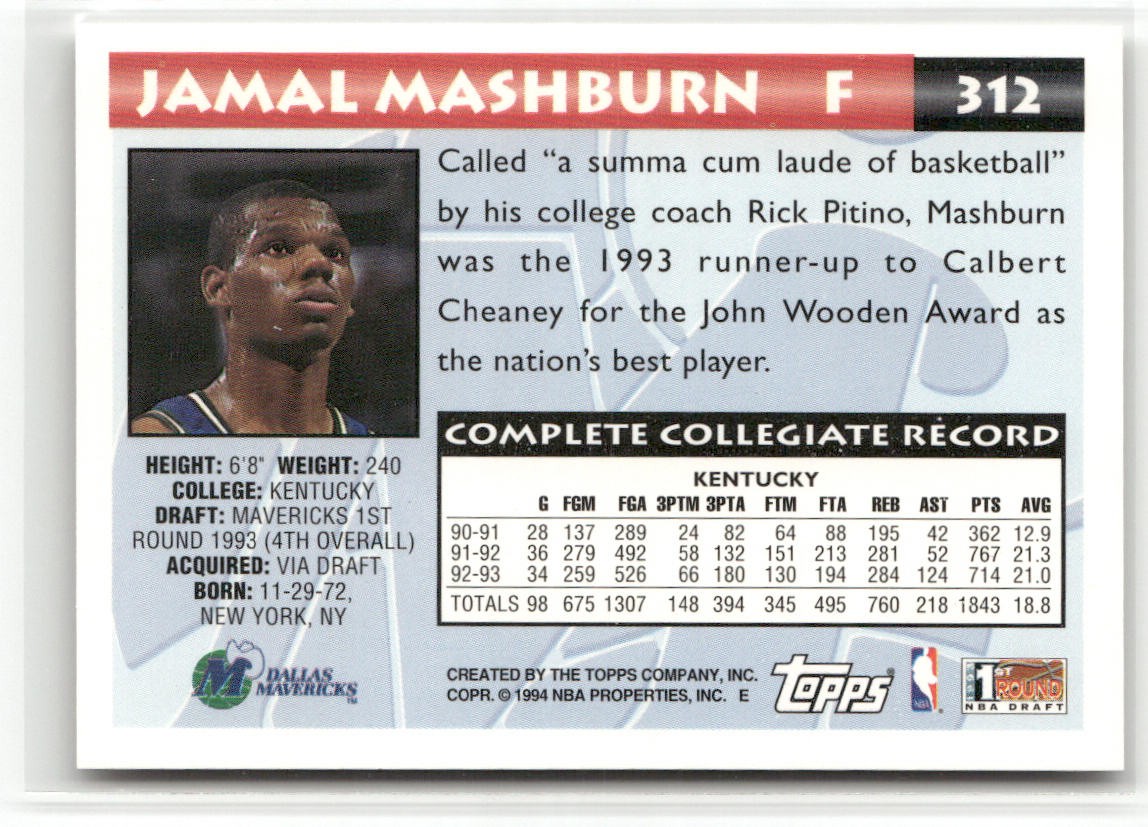 JAMAL MASHBURN F 312
Called “a summa cum laude of basketball”
by his college coach Rick Pitino, Mashburn
was the 1993 runner-up to Calbert
Cheaney for the John Wooden Award as
the nation's best player.
HEIGHT: 6'8" WEIGHT: 240
COLLEGE: KENTUCKY
DRAFT: MAVERICKS 1ST
ROUND 1993 (4TH OVERALL)
ACQUIRED: VIA DRAFT
BORN: 11-29-72,
NEW YORK, NY
COMPLETE COLLEGIATE RECORD
KENTUCKY
G FGM FGA 3PTM 3PTA FTM FTA REB AST PTS AVG
90-91 28 137 289 24 82 64 88 195 42 362 12.9
91-92 36 279 492 58 132 151 213 281 52 767 21.3
92-93 34 259 526 66 180 130 194 284 124 714 21.0
TOTALS 98 675 1307 148 394 345 495 760 218 1843 18.8
M DALLAS
MAVERICKS™
CREATED BY THE TOPPS COMPANY, INC.
COPR. © 1994 NBA PROPERTIES, INC. E
TOPPS®
NBA®
1ST
ROUND
NBA DRAFT